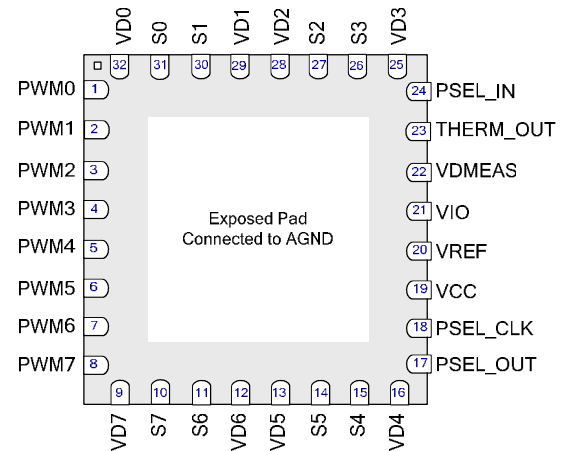 VD0 S0 S1 VD1 VD2 S2 S3 VD3
32 31 30 29 28 27 26 25
PWM0 1 24 PSEL_IN
PWM1 2 23 THERM_OUT
PWM2 3 22 VDMEAS
PWM3 4 21 VIO
Exposed Pad
Connected to AGND
PWM4 5 20 VREF
PWM5 6 19 VCC
PWM6 7 18 PSEL_CLK
PWM7 8 17 PSEL_OUT
9 10 11 12 13 14 15 16
VD7 S7 S6 VD6 VD5 S5 S4 VD4